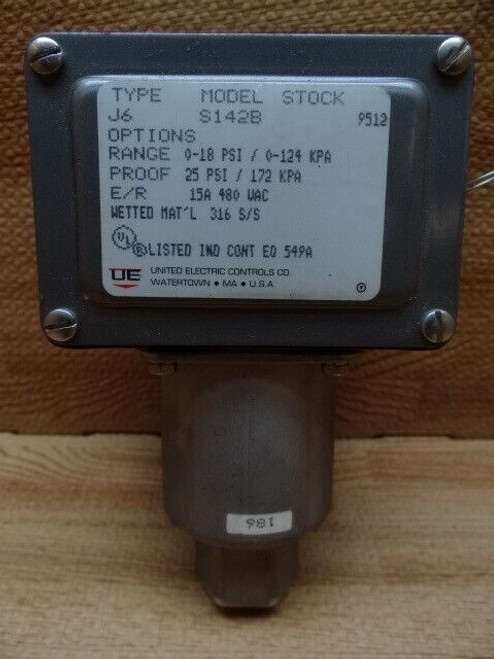 TYPE MODEL STOCK
J6 S142B 9512
OPTIONS
RANGE 0-18 PSI / 0-124 KPA
PROOF 25 PSI / 172 KPA
E/R 15A 480 VAC
WETTED MAT'L 316 S/S
UL ® LISTED IND CONT EQ 549A
UE UNITED ELECTRIC CONTROLS CO.
WATERTOWN • MA • U.S.A
186